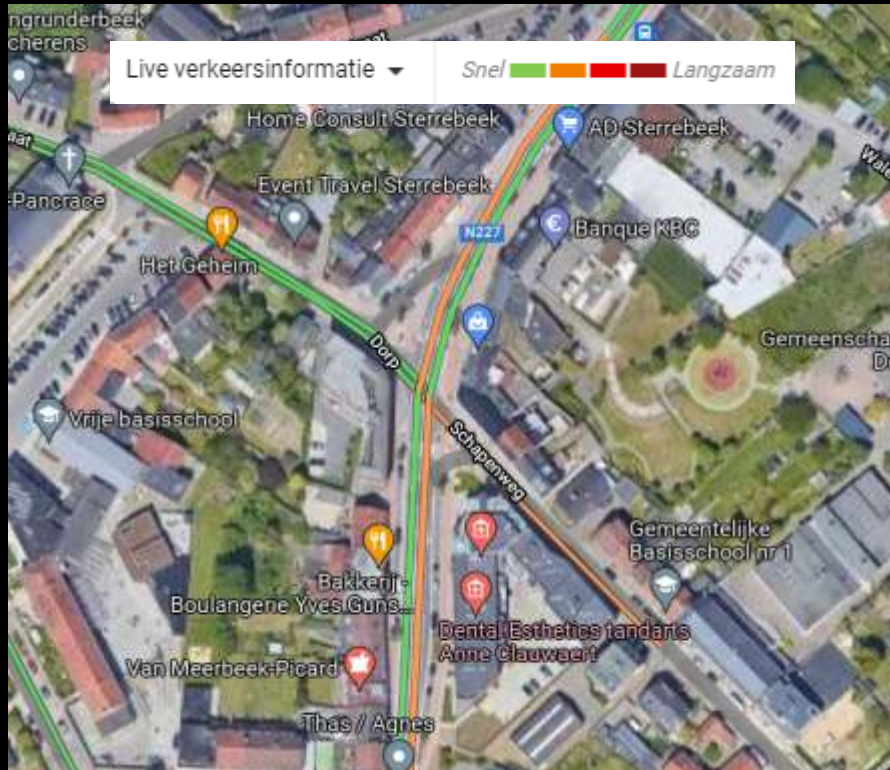 ngrunderbeek
cherens
Live verkeersinformatie
Snel
Langzaam
Home Consult Sterrebeek
AD Sterrebeek
aat
-Pancrace
Event Travel Sterrebeek
N227
Banque KBC
Het Geheim
Dorp
Gemeenscha
D
Vrije basisschool
Schapenweg
Gemeentelijke
Basisschool nr 1
Bakkerij -
Boulangerie Yves Guns...
Dental Esthetics tandarts
Anne Clauwaert
Van Meerbeek-Picard
Thas / Agnes